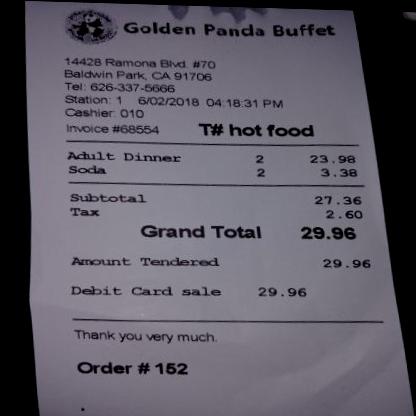 Golden Panda Buffet
14428 Ramona Blvd. #70
Baldwin Park, CA 91706
Tel: 626-337-5666
Station: 1 6/02/2018 04:18:31 PM
Cashier: 010
Invoice #68554 T# hot food
Adult Dinner 2 23.98
Soda 2 3.38
Subtotal 27.36
Tax 2.60
Grand Total 29.96
Amount Tendered 29.96
Debit Card sale 29.96
Thank you very much.
Order # 152